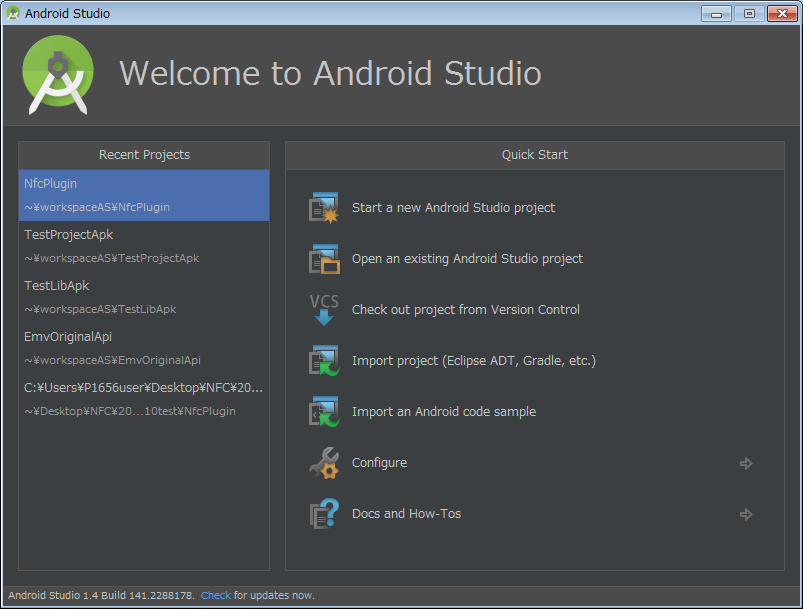 Android Studio
Welcome to Android Studio
Recent Projects
NfcPlugin
~¥workspaceAS¥NfcPlugin
TestProjectApk
~¥workspaceAS¥TestProjectApk
TestLibApk
~¥workspaceAS¥TestLibApk
EmvOriginalApi
~¥workspaceAS¥EmvOriginalApi
C:¥Users¥P1656user¥Desktop¥NFC¥20...
~¥Desktop¥NFC¥20...10test¥NfcPlugin
Quick Start
Start a new Android Studio project
Open an existing Android Studio project
VCS
Check out project from Version Control
Import project (Eclipse ADT, Gradle, etc.)
Import an Android code sample
Configure
Docs and How-Tos
Android Studio 1.4 Build 141.2288178. Check for updates now.